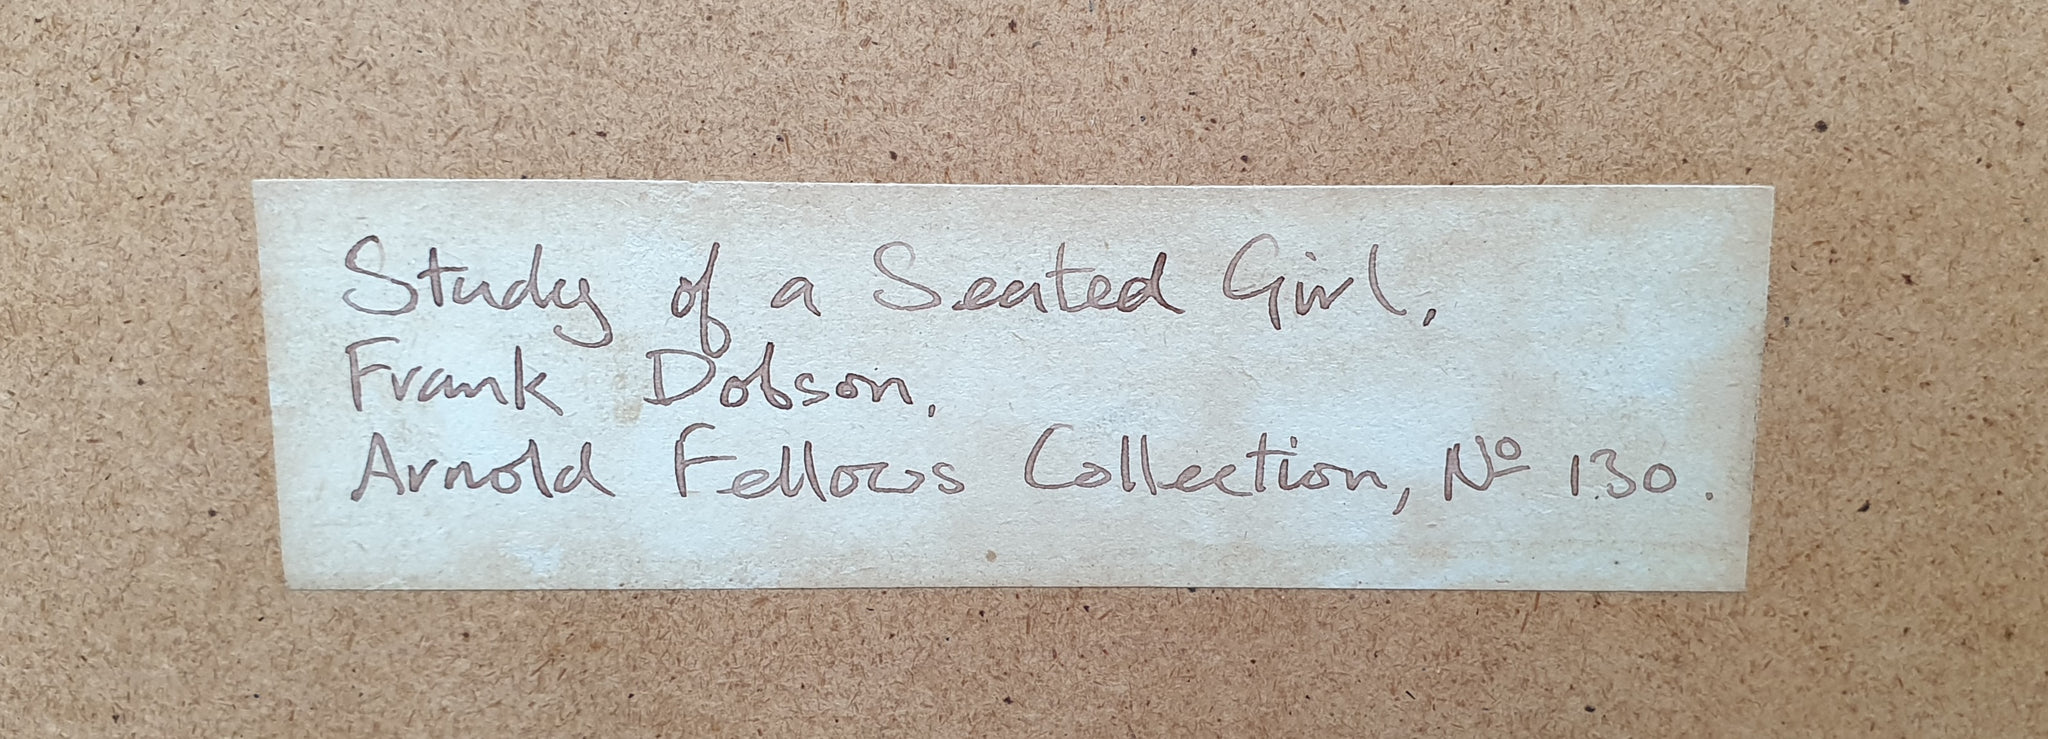 Study of a Seated Girl,
Frank Dobson.
Arnold Fellows Collection, Nº 130.